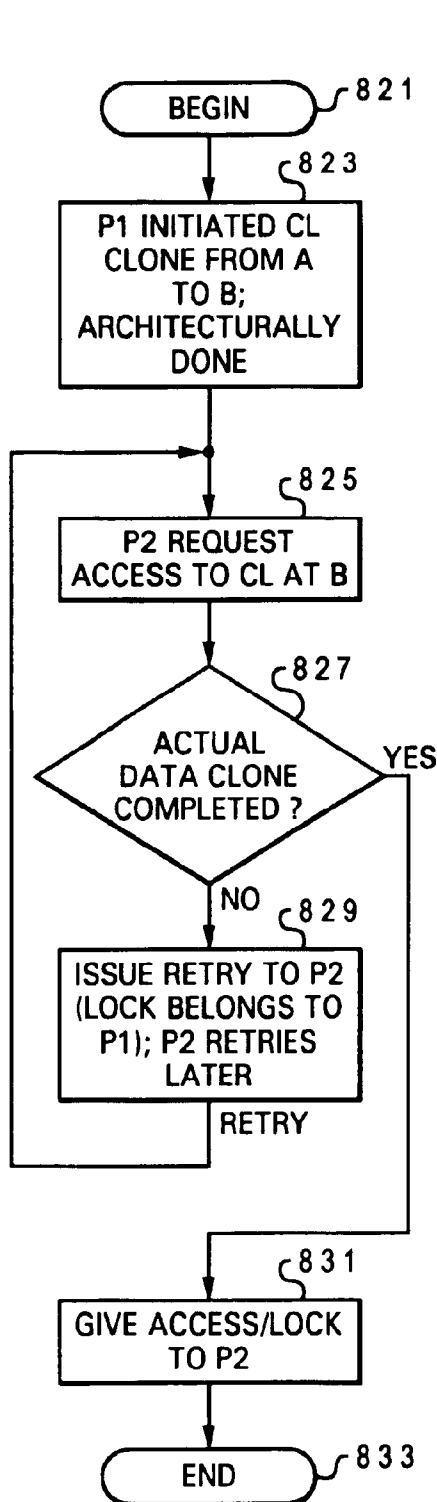 821
BEGIN
823
P1 INITIATED CL
CLONE FROM A
TO B;
ARCHITECTURALLY
DONE
825
P2 REQUEST
ACCESS TO CL AT B
827
ACTUAL
DATA CLONE
COMPLETED ?
YES
NO
829
ISSUE RETRY TO P2
(LOCK BELONGS TO
P1); P2 RETRIES
LATER
RETRY
831
GIVE ACCESS/LOCK
TO P2
833
END